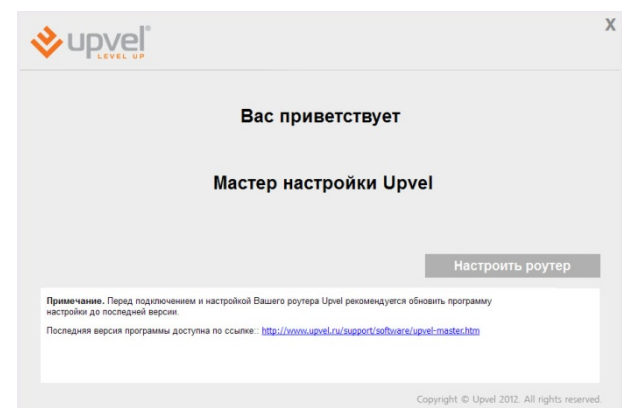 X
upvel®
LEVEL UP
Вас приветствует
Мастер настройки Upvel
Настроить роутер
Примечание. Перед подключением и настройкой Вашего роутера Upvel рекомендуется обновить программу
настройки до последней версии.
Последняя версия программы доступна по ссылке:: http://www.upvel.ru/support/software/upvel-master.htm
Copyright © Upvel 2012. All rights reserved.